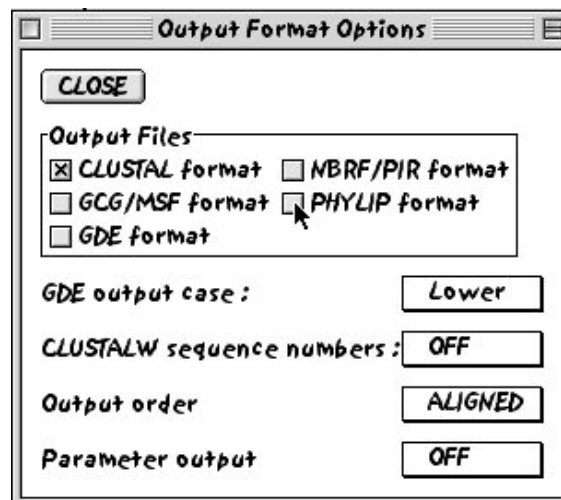 Output Format Options
CLOSE
Output Files
CLUSTAL format NBRF/PIR format
GCG/MSF format PHYLIP format
GDE format
GDE output case : Lower
CLUSTALW sequence numbers : OFF
Output order ALIGNED
Parameter output OFF